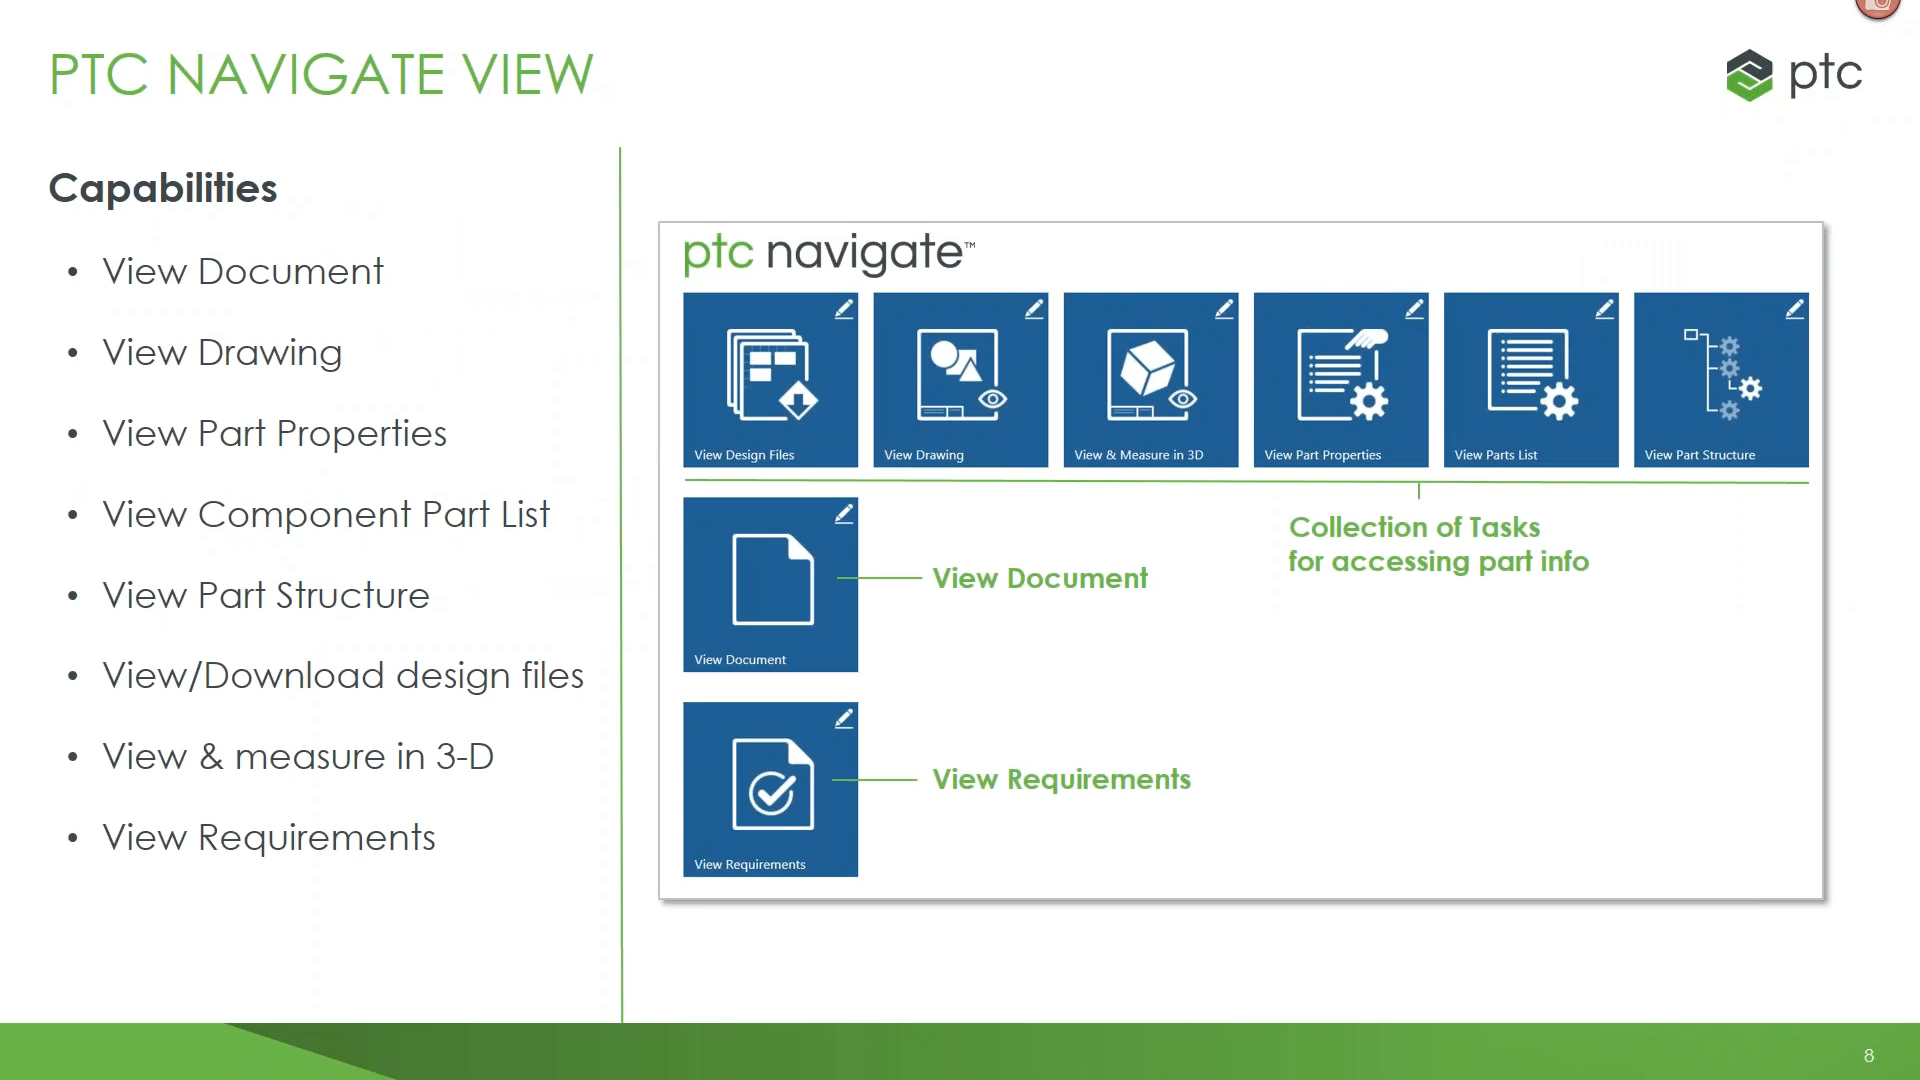 PTC NAVIGATE VIEW
ptc
Capabilities
• View Document
• View Drawing
• View Part Properties
• View Component Part List
• View Part Structure
• View/Download design files
• View & measure in 3-D
• View Requirements
ptc navigate™
View Design Files
View Drawing
View & Measure in 3D
View Part Properties
View Parts List
View Part Structure
Collection of Tasks
for accessing part info
View Document
View Document
View Requirements
View Requirements
8